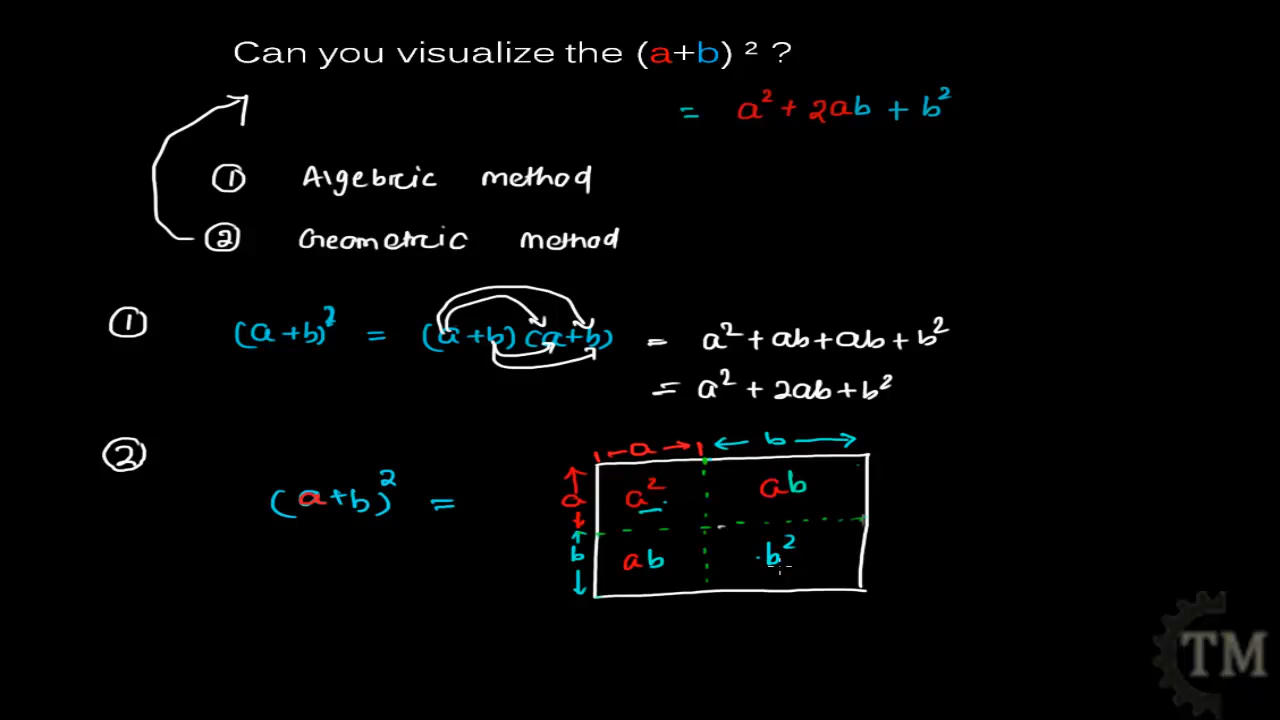 Can you visualize the (a+b) ² ?
= a² + 2ab + b²
① Algebric method
② Geometric method
① (a+b)² = (a+b)(a+b) = a² + ab + ab + b²
= a² + 2ab + b²
②
a b
(a+b)² =
a a² ab
b ab b²
TM